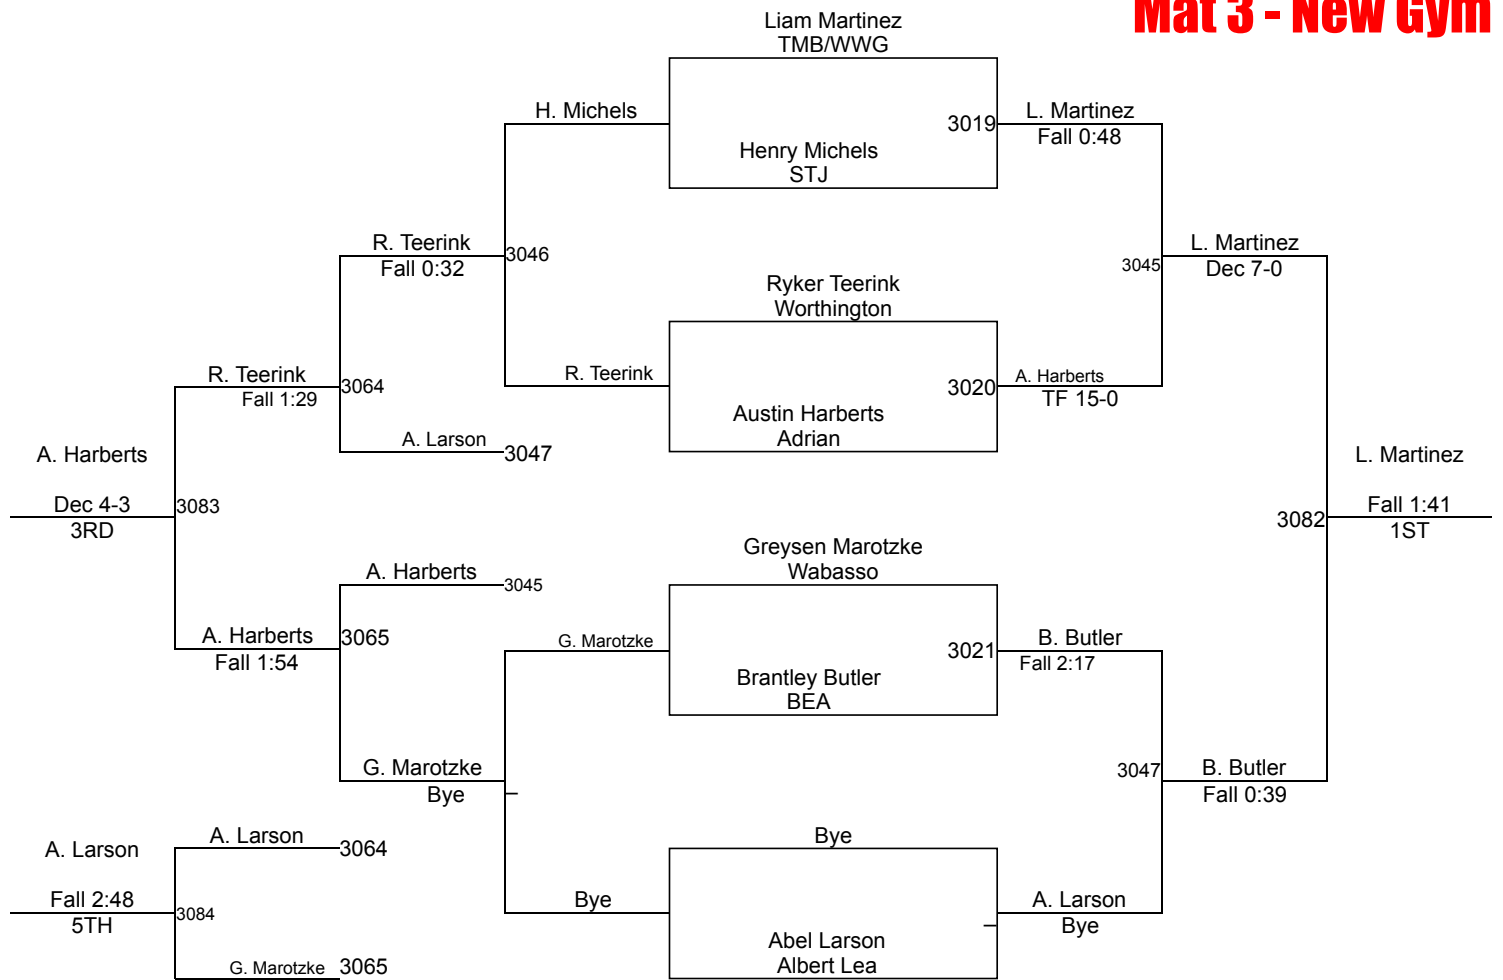 Mat 3 - New Gym
Liam Martinez
TMB/WWG
H. Michels
3019
L. Martinez
Fall 0:48
Henry Michels
STJ
R. Teerink
Fall 0:32
3046
3045
L. Martinez
Dec 7-0
Ryker Teerink
Worthington
R. Teerink
Fall 1:29
3064
R. Teerink
3020
A. Harberts
TF 15-0
Austin Harberts
Adrian
A. Larson
3047
A. Harberts
Dec 4-3
3RD
3083
L. Martinez
Fall 1:41
1ST
3082
Greysen Marotzke
Wabasso
A. Harberts
3045
A. Harberts
Fall 1:54
3065
G. Marotzke
3021
B. Butler
Fall 2:17
Brantley Butler
BEA
G. Marotzke
Bye
3047
B. Butler
Fall 0:39
A. Larson
Fall 2:48
5TH
A. Larson
3064
3084
G. Marotzke
3065
Bye
Bye
A. Larson
Bye
Abel Larson
Albert Lea